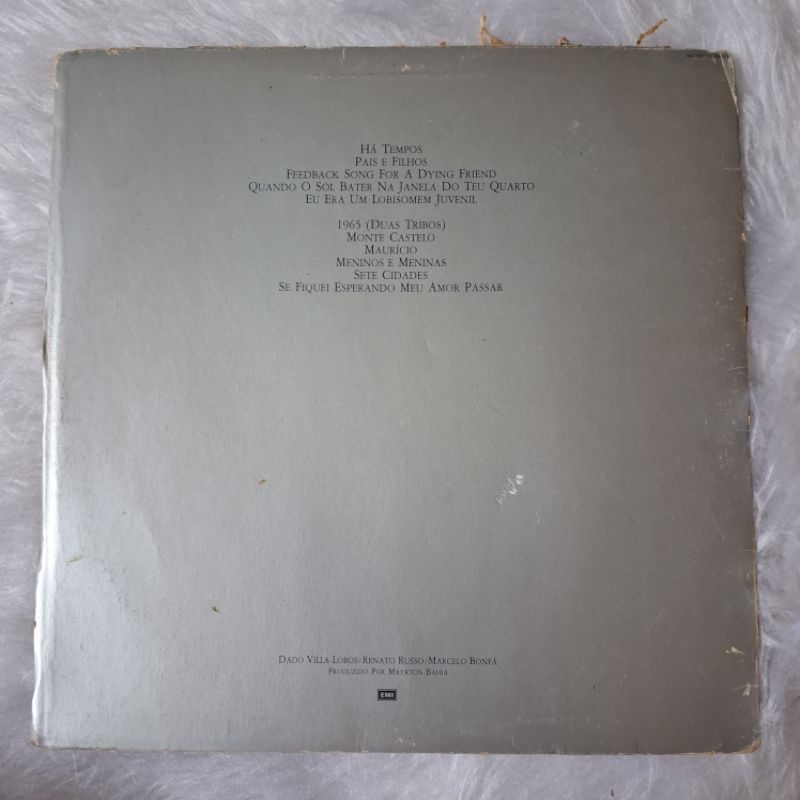 HÁ TEMPOS
PAIS E FILHOS
FEEDBACK SONG FOR A DYING FRIEND
QUANDO O SOL BATER NA JANELA DO TEU QUARTO
EU ERA UM LOBISOMEM JUVENIL
1965 (DUAS TRIBOS)
MONTE CASTELO
MAURÍCIO
MENINOS E MENINAS
SETE CIDADES
SE FIQUEI ESPERANDO MEU AMOR PASSAR
DADO VILLA-LOBOS/RENATO RUSSO/MARCELO BONFÁ
PRODUZIDO POR MAYRTON BAHIA
EMI